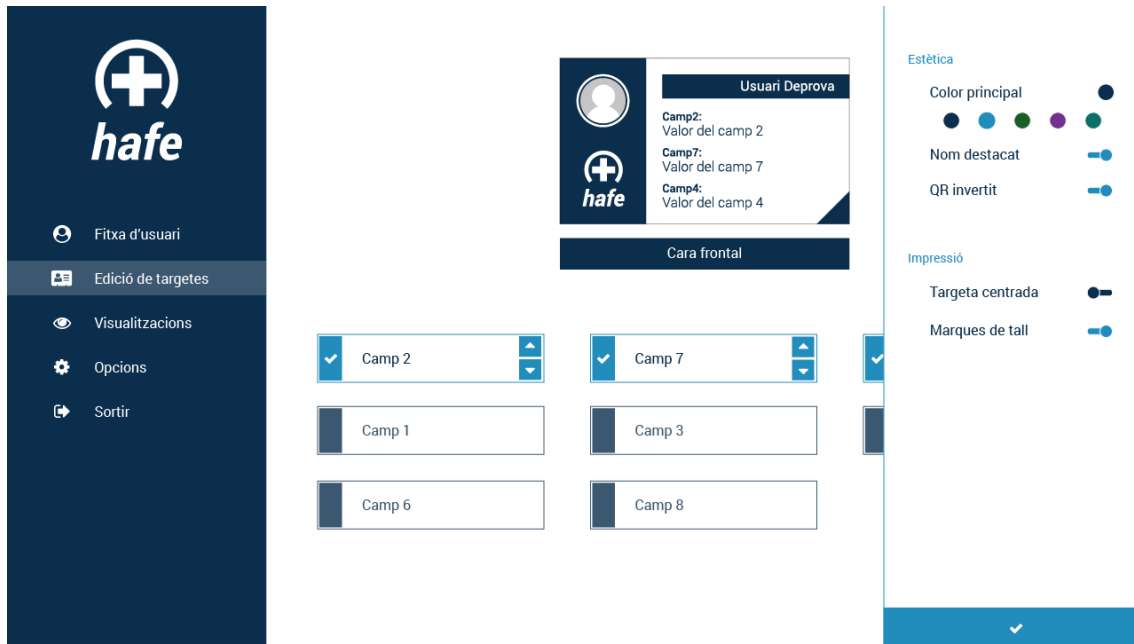 hafe
Fitxa d'usuari
Edició de targetes
Visualitzacions
Opcions
Sortir
Usuari Deprova
Camp2:
Valor del camp 2
Camp7:
Valor del camp 7
Camp4:
Valor del camp 4
hafe
Cara frontal
Camp 2
Camp 7
Camp 1
Camp 3
Camp 6
Camp 8
Estètica
Color principal
Nom destacat
QR invertit
Impressió
Targeta centrada
Marques de tall